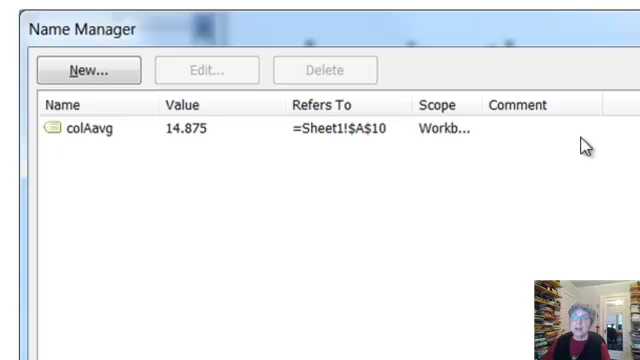 Name Manager
New... Edit... Delete
Name Value Refers To Scope Comment
colAavg 14.875 =Sheet1!$A$10 Workb...